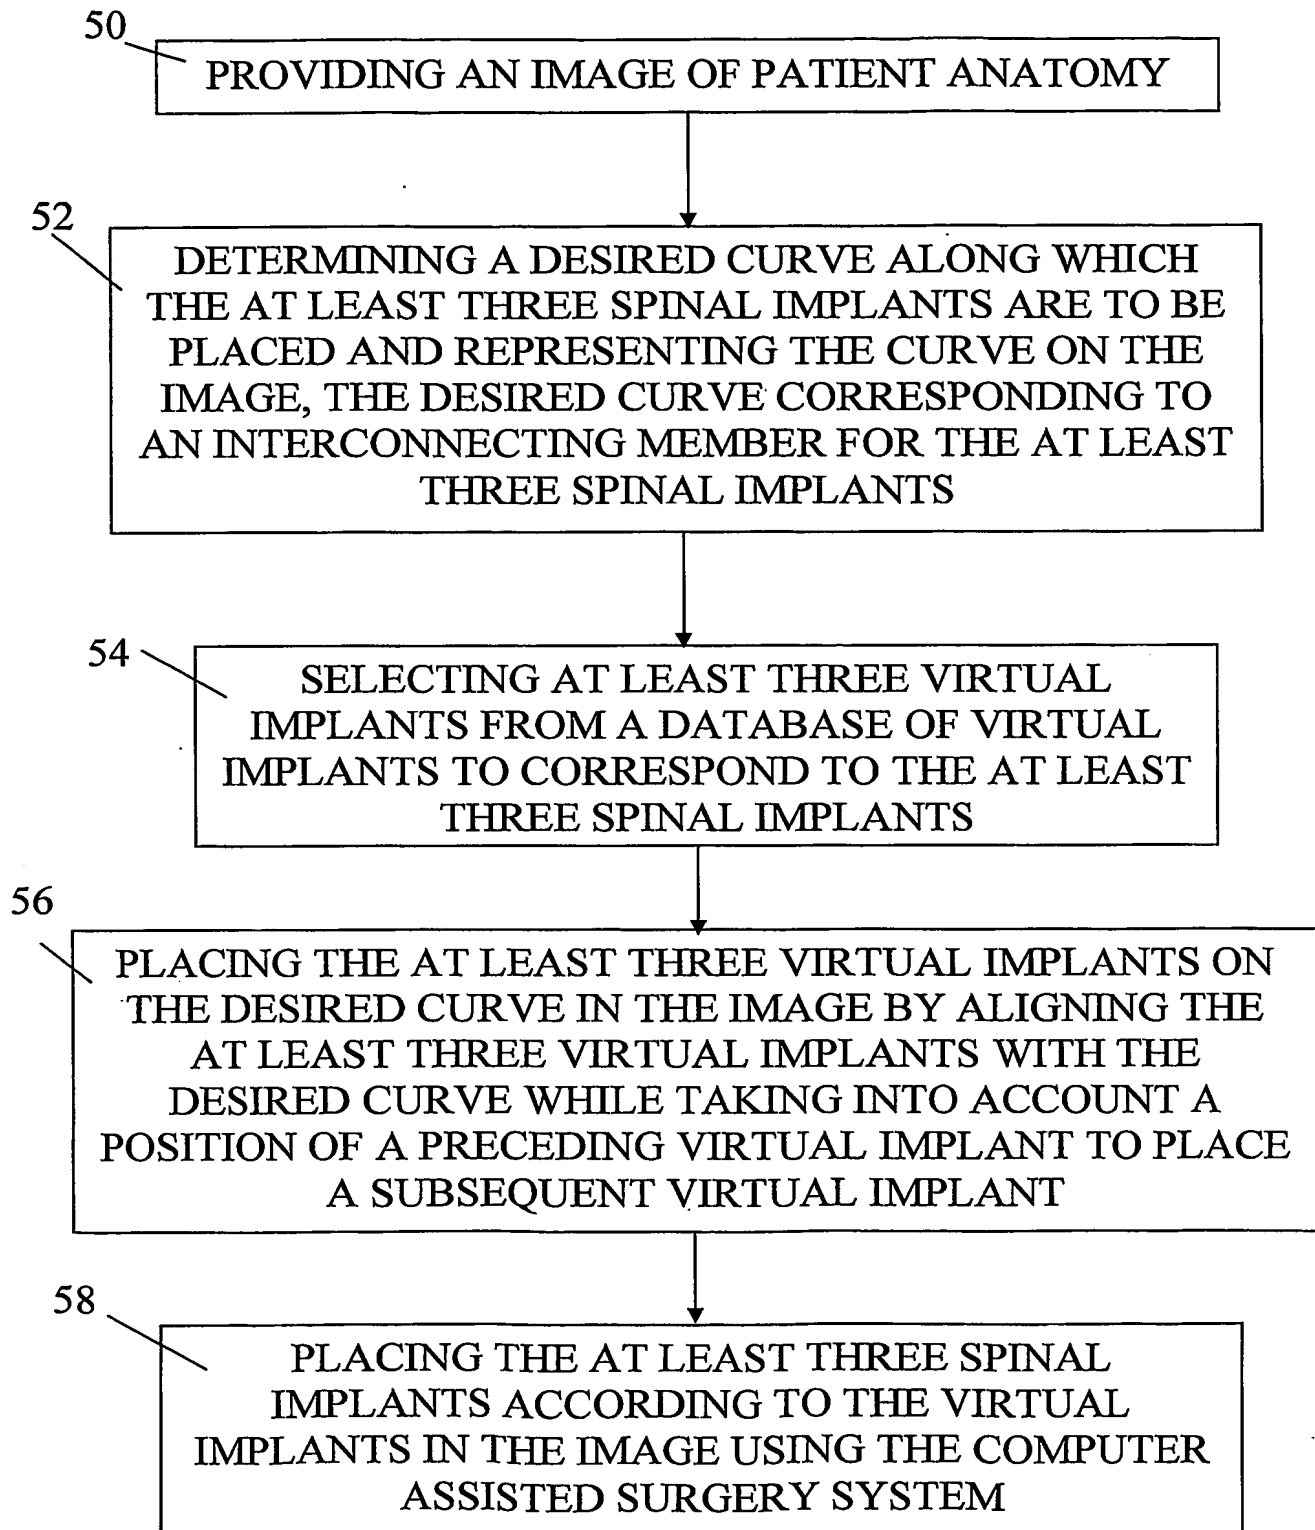 50
PROVIDING AN IMAGE OF PATIENT ANATOMY
52
DETERMINING A DESIRED CURVE ALONG WHICH
THE AT LEAST THREE SPINAL IMPLANTS ARE TO BE
PLACED AND REPRESENTING THE CURVE ON THE
IMAGE, THE DESIRED CURVE CORRESPONDING TO
AN INTERCONNECTING MEMBER FOR THE AT LEAST
THREE SPINAL IMPLANTS
54
SELECTING AT LEAST THREE VIRTUAL
IMPLANTS FROM A DATABASE OF VIRTUAL
IMPLANTS TO CORRESPOND TO THE AT LEAST
THREE SPINAL IMPLANTS
56
PLACING THE AT LEAST THREE VIRTUAL IMPLANTS ON
THE DESIRED CURVE IN THE IMAGE BY ALIGNING THE
AT LEAST THREE VIRTUAL IMPLANTS WITH THE
DESIRED CURVE WHILE TAKING INTO ACCOUNT A
POSITION OF A PRECEDING VIRTUAL IMPLANT TO PLACE
A SUBSEQUENT VIRTUAL IMPLANT
58
PLACING THE AT LEAST THREE SPINAL
IMPLANTS ACCORDING TO THE VIRTUAL
IMPLANTS IN THE IMAGE USING THE COMPUTER
ASSISTED SURGERY SYSTEM